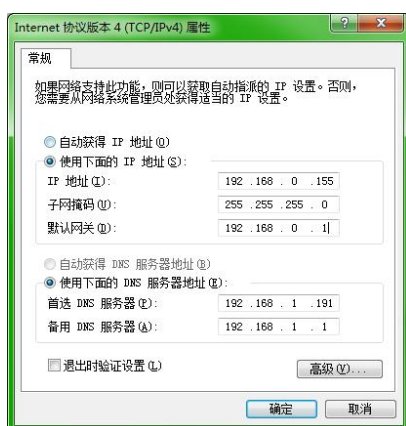 Internet 协议版本 4 (TCP/IPv4) 属性
常规
如果网络支持此功能，则可以获取自动指派的 IP 设置。否则，
您需要从网络系统管理员处获得适当的 IP 设置。
自动获得 IP 地址(O)
使用下面的 IP 地址(S):
IP 地址(I): 192 .168 . 0 .155
子网掩码(U): 255 .255 .255 . 0
默认网关(D): 192 .168 . 0 . 1
自动获得 DNS 服务器地址(B)
使用下面的 DNS 服务器地址(E):
首选 DNS 服务器(P): 192 .168 . 1 .191
备用 DNS 服务器(A): 192 .168 . 1 . 1
退出时验证设置(L)
高级(V)...
确定 取消